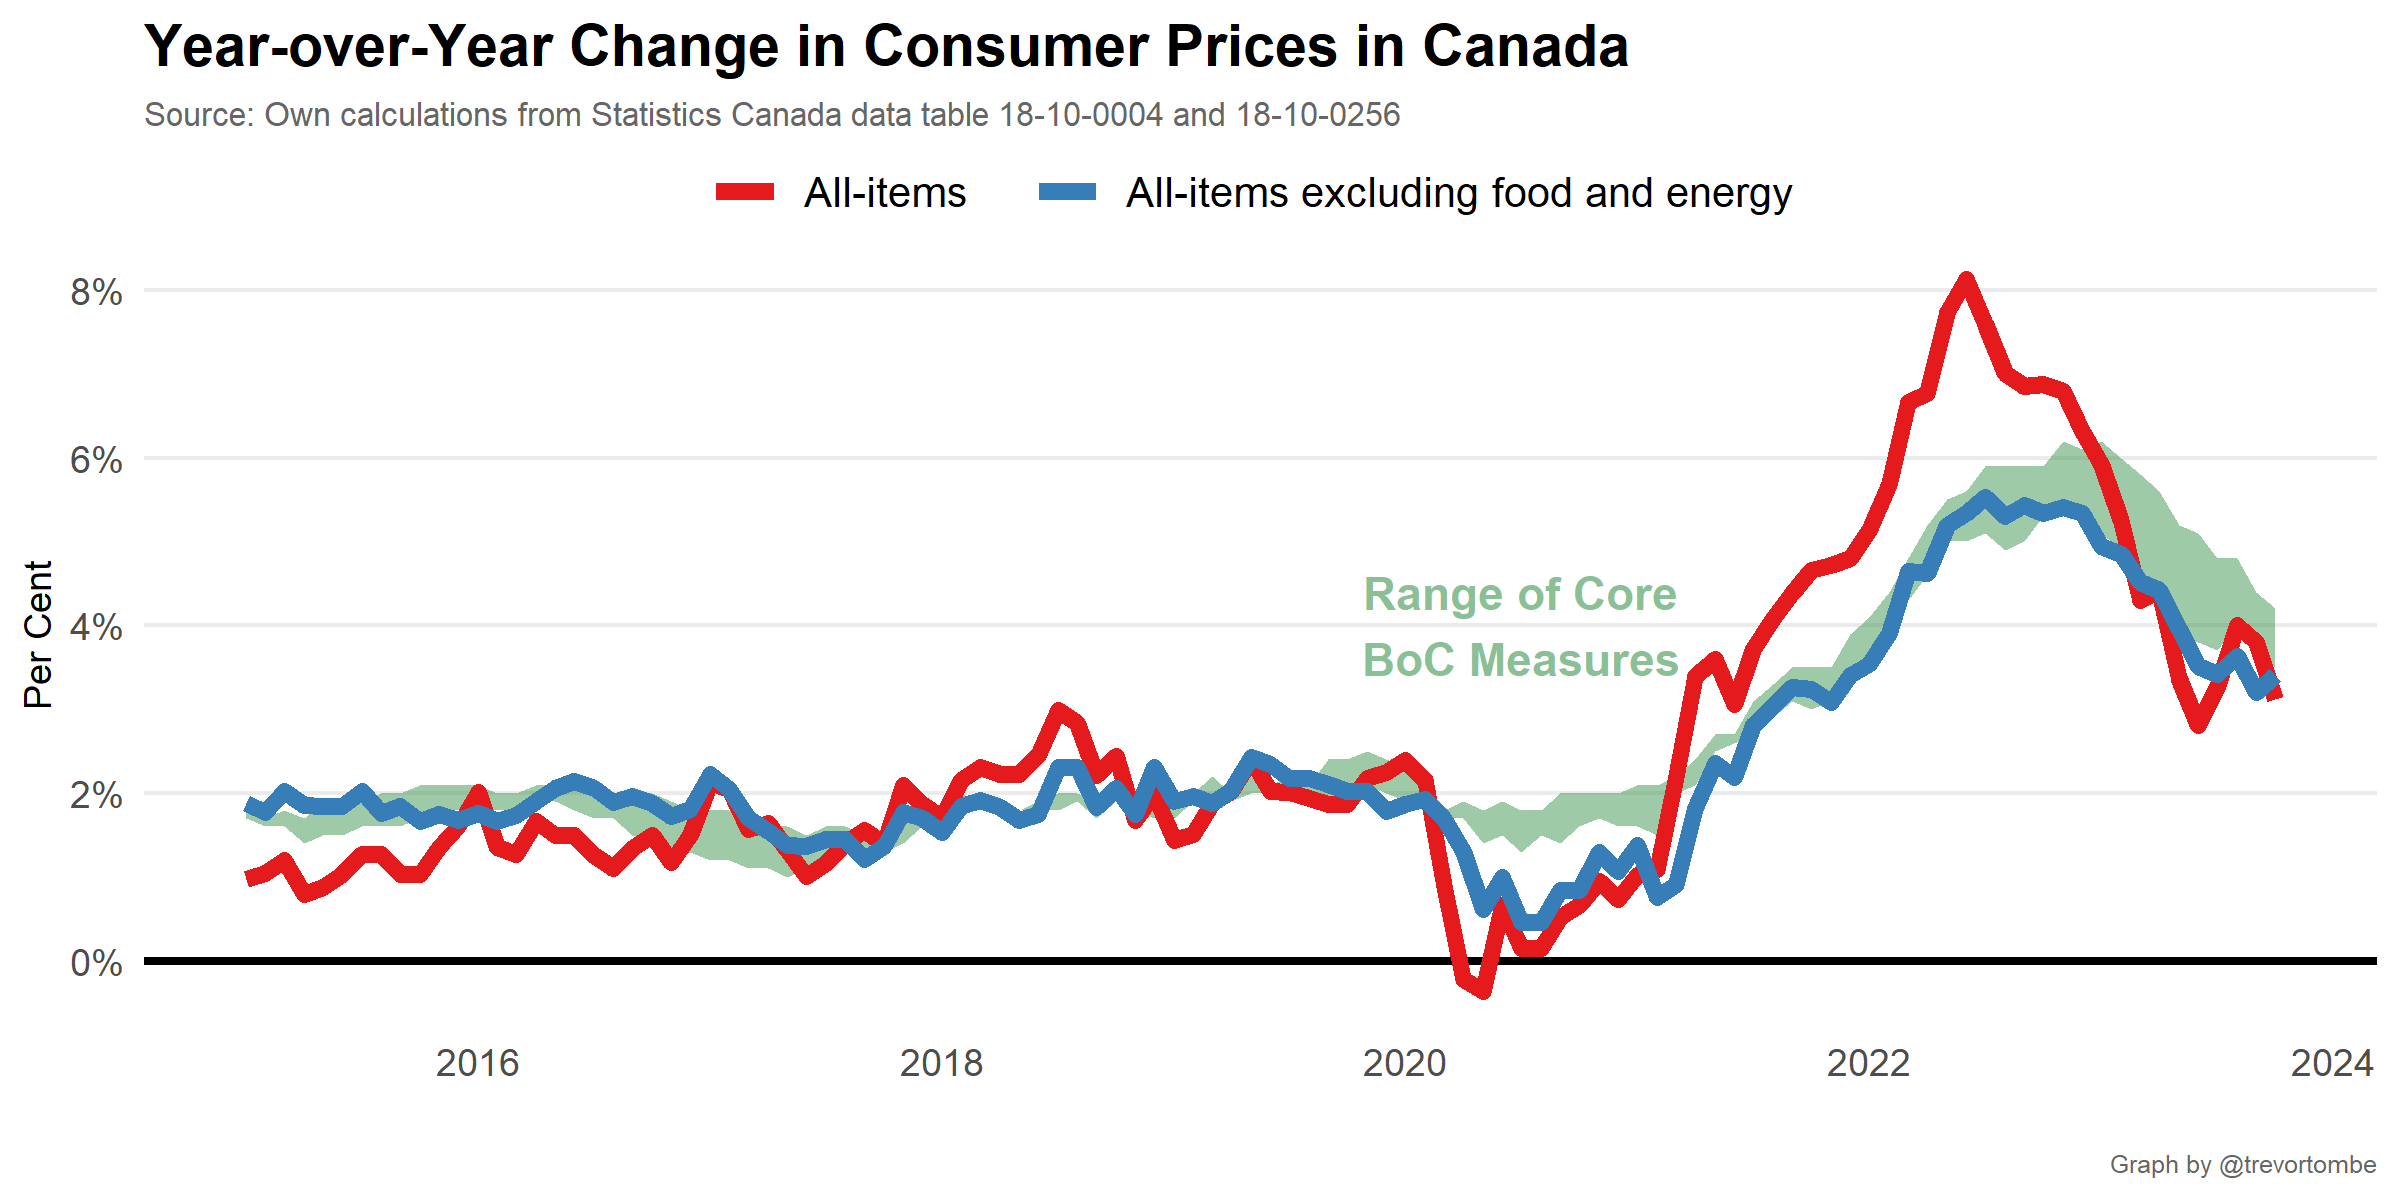 Year-over-Year Change in Consumer Prices in Canada
Source: Own calculations from Statistics Canada data table 18-10-0004 and 18-10-0256
All-items
All-items excluding food and energy
Per Cent
8%
6%
4%
2%
0%
Range of Core
BoC Measures
2016
2018
2020
2022
2024
Graph by @trevortombe